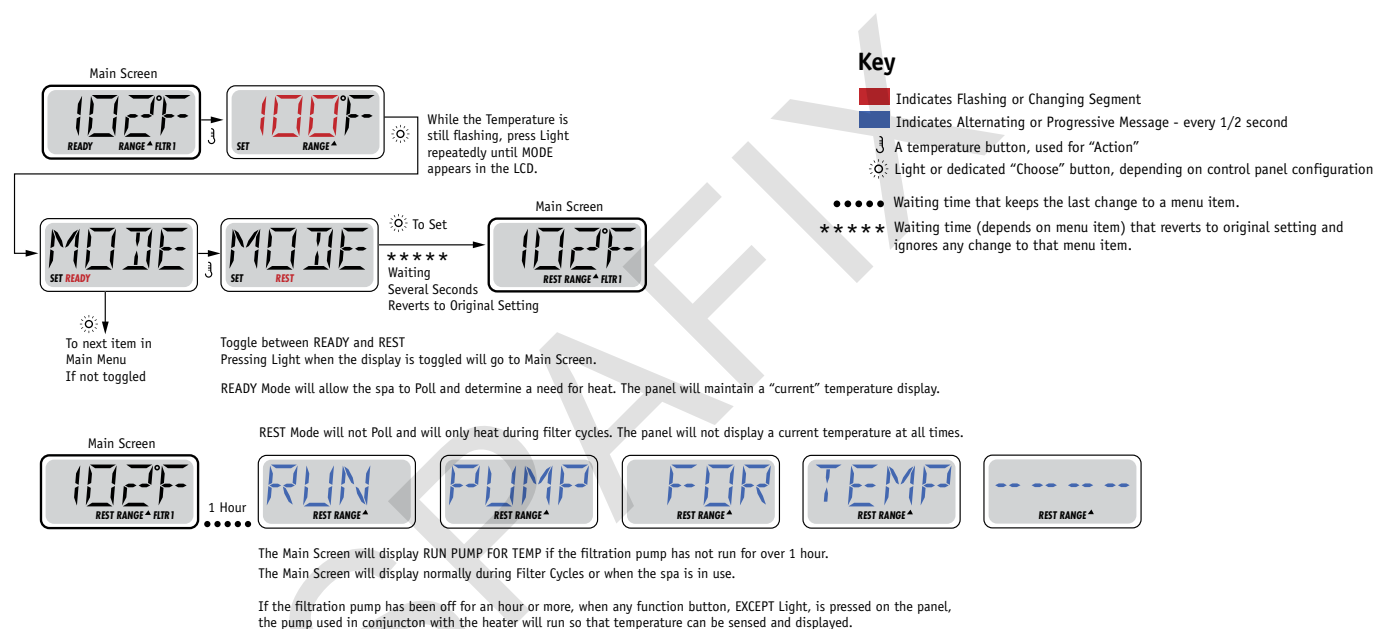 Main Screen
102°F
READY RANGE FLTR1
100°F
SET RANGE
While the Temperature is
still flashing, press Light
repeatedly until MODE
appears in the LCD.
Key
Indicates Flashing or Changing Segment
Indicates Alternating or Progressive Message - every 1/2 second
A temperature button, used for “Action”
Light or dedicated “Choose” button, depending on control panel configuration
••••• Waiting time that keeps the last change to a menu item.
***** Waiting time (depends on menu item) that reverts to original setting and
ignores any change to that menu item.
MODE
SET READY
MODE
SET REST
To Set
*****
Waiting
Several Seconds
Reverts to Original Setting
Main Screen
102°F
REST RANGE FLTR1
To next item in
Main Menu
If not toggled
Toggle between READY and REST
Pressing Light when the display is toggled will go to Main Screen.
READY Mode will allow the spa to Poll and determine a need for heat. The panel will maintain a “current” temperature display.
REST Mode will not Poll and will only heat during filter cycles. The panel will not display a current temperature at all times.
Main Screen
102°F
REST RANGE FLTR1
1 Hour
•••••
RUN
REST RANGE
PUMP
REST RANGE
FOR
REST RANGE
TEMP
REST RANGE
-- -- -- --
REST RANGE
The Main Screen will display RUN PUMP FOR TEMP if the filtration pump has not run for over 1 hour.
The Main Screen will display normally during Filter Cycles or when the spa is in use.
If the filtration pump has been off for an hour or more, when any function button, EXCEPT Light, is pressed on the panel,
the pump used in conjuncton with the heater will run so that temperature can be sensed and displayed.
SPAFIX